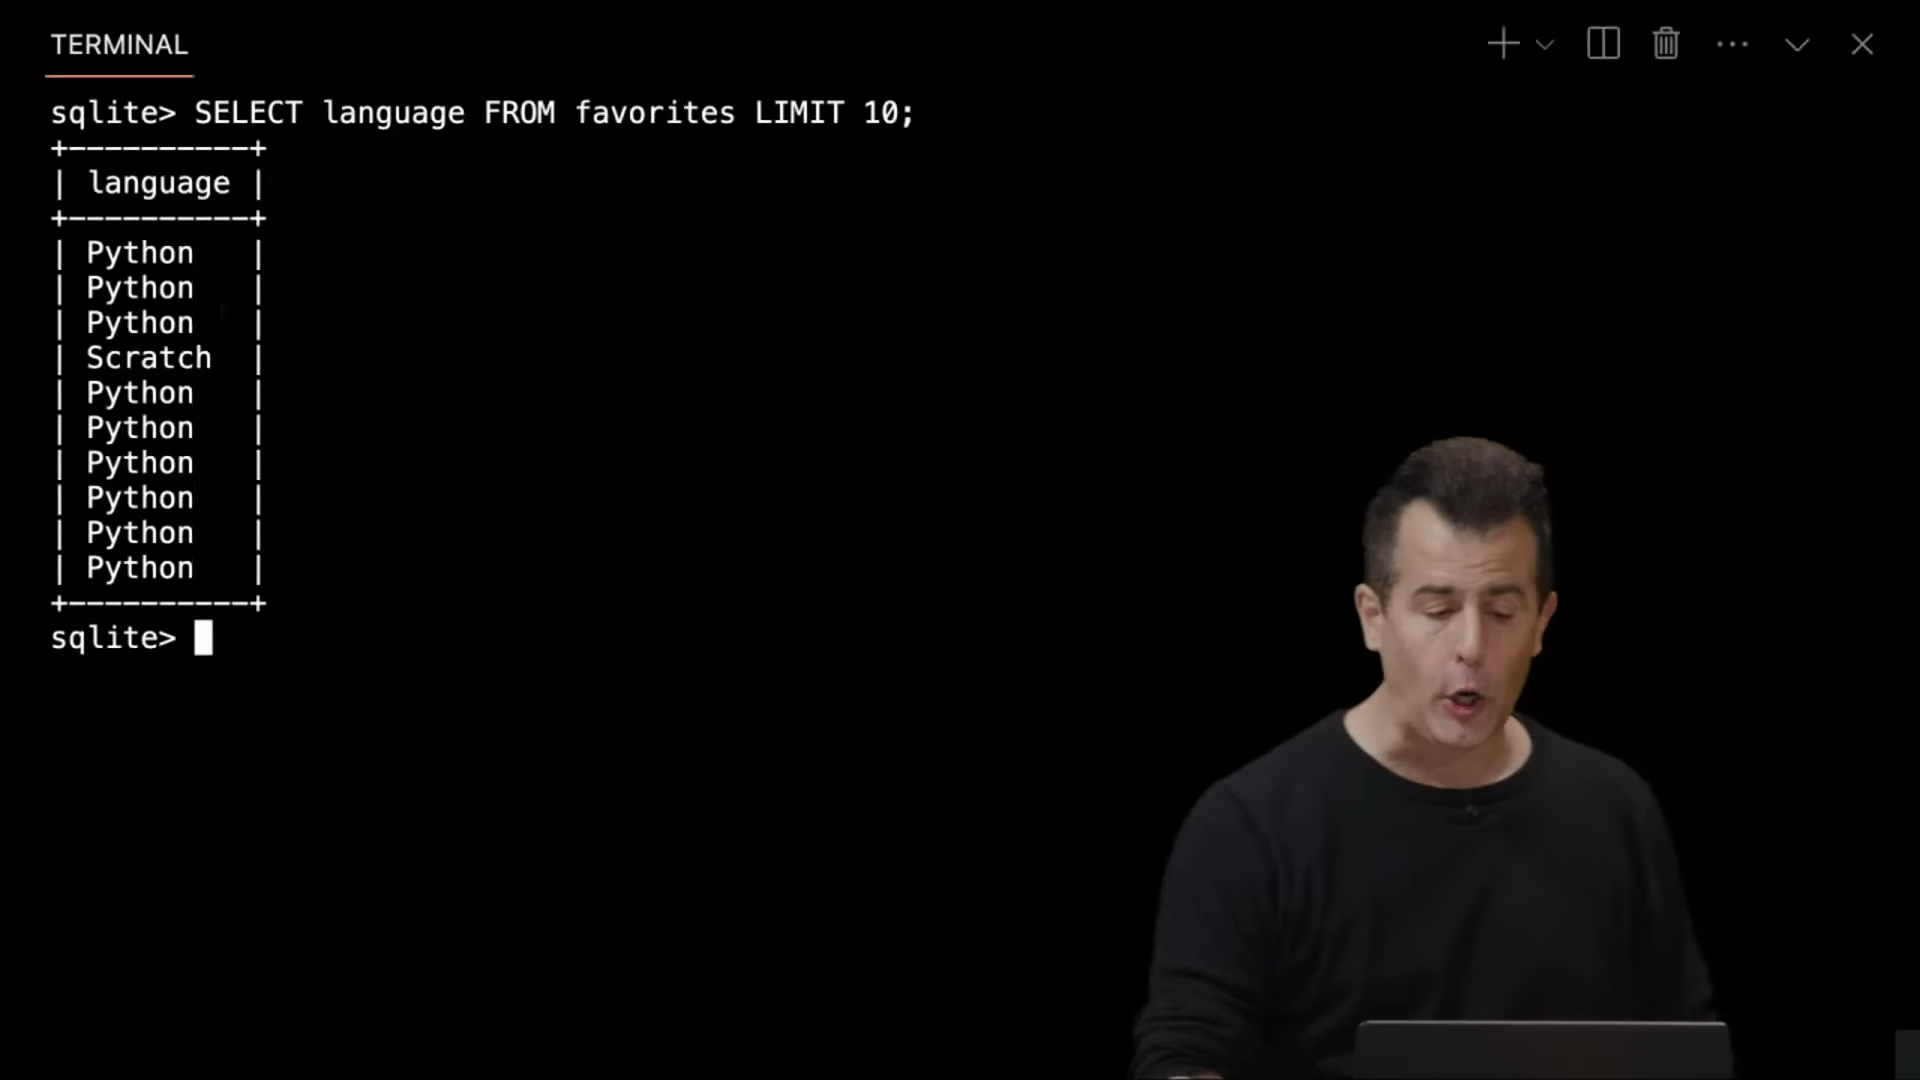 TERMINAL
sqlite> SELECT language FROM favorites LIMIT 10;
+----------+
| language |
+----------+
| Python   |
| Python   |
| Python   |
| Scratch  |
| Python   |
| Python   |
| Python   |
| Python   |
| Python   |
| Python   |
+----------+
sqlite>